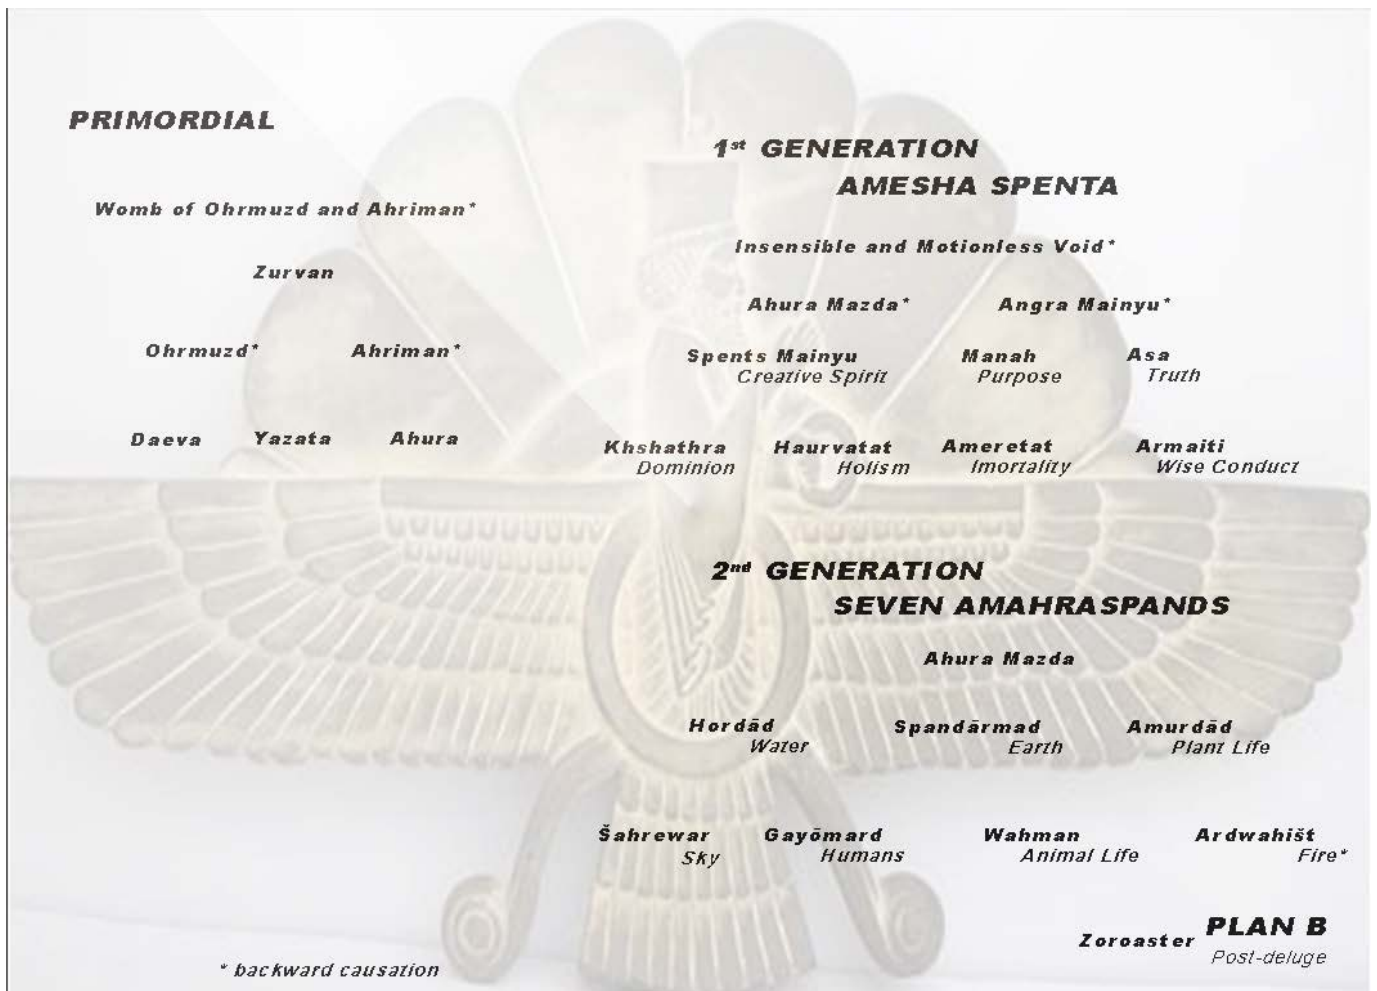 PRIMORDIAL
Womb of Ohrmuzd and Ahriman*
Zurvan
Ohrmuzd* Ahriman*
Daeva Yazata Ahura
1st GENERATION
AMESHA SPENTA
Insensible and Motionless Void*
Ahura Mazda* Angra Mainyu*
Spents Mainyu Manah Asa
Creative Spirit Purpose Truth
Khshathra Haurvatat Ameretat Armaiti
Dominion Holism Imortality Wise Conduct
2nd GENERATION
SEVEN AMAHRASPANDS
Ahura Mazda
Hordād Spandārmad Amurdād
Water Earth Plant Life
Šahrewar Gayōmard Wahman Ardwahišt
Sky Humans Animal Life Fire*
Zoroaster PLAN B
Post-deluge
* backward causation